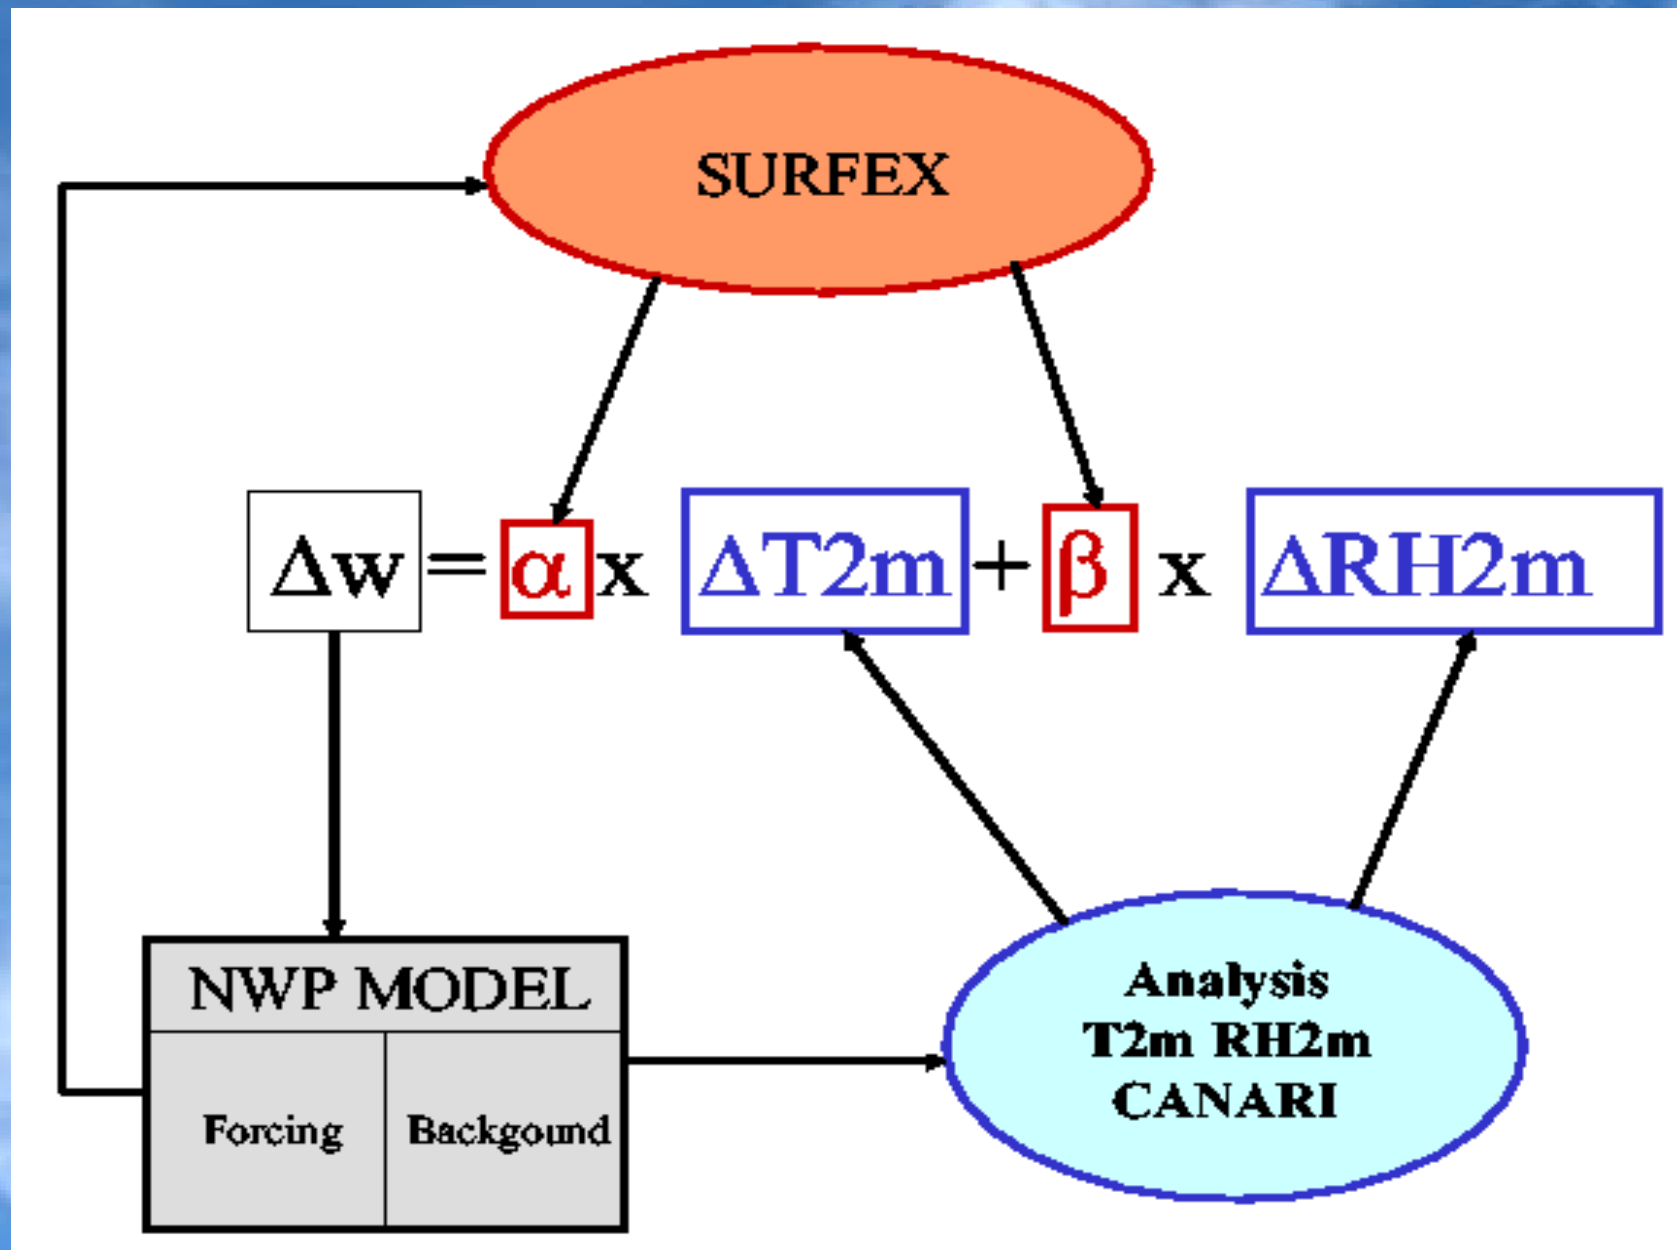 SURFEX
Δw = α x ΔT2m + β x ΔRH2m
NWP MODEL
Forcing
Backgound
Analysis
T2m RH2m
CANARI